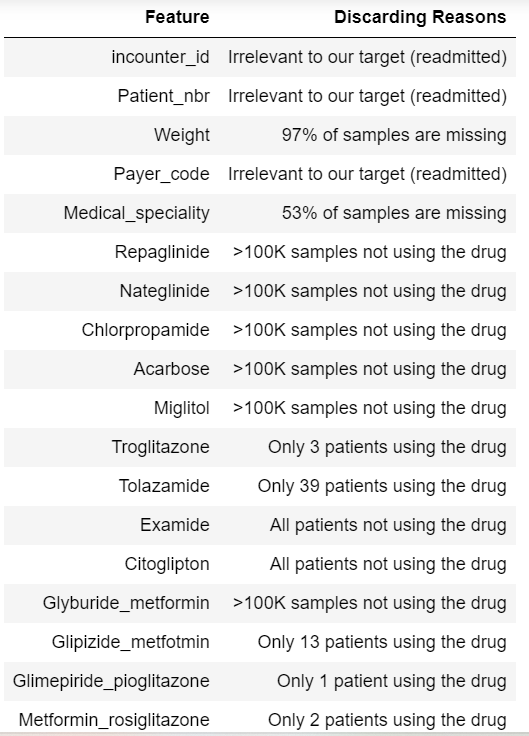 Feature Discarding Reasons
incounter_id Irrelevant to our target (readmitted)
Patient_nbr Irrelevant to our target (readmitted)
Weight 97% of samples are missing
Payer_code Irrelevant to our target (readmitted)
Medical_speciality 53% of samples are missing
Repaglinide >100K samples not using the drug
Nateglinide >100K samples not using the drug
Chlorpropamide >100K samples not using the drug
Acarbose >100K samples not using the drug
Miglitol >100K samples not using the drug
Troglitazone Only 3 patients using the drug
Tolazamide Only 39 patients using the drug
Examide All patients not using the drug
Citoglipton All patients not using the drug
Glyburide_metformin >100K samples not using the drug
Glipizide_metfotmin Only 13 patients using the drug
Glimepiride_pioglitazone Only 1 patient using the drug
Metformin_rosiglitazone Only 2 patients using the drug